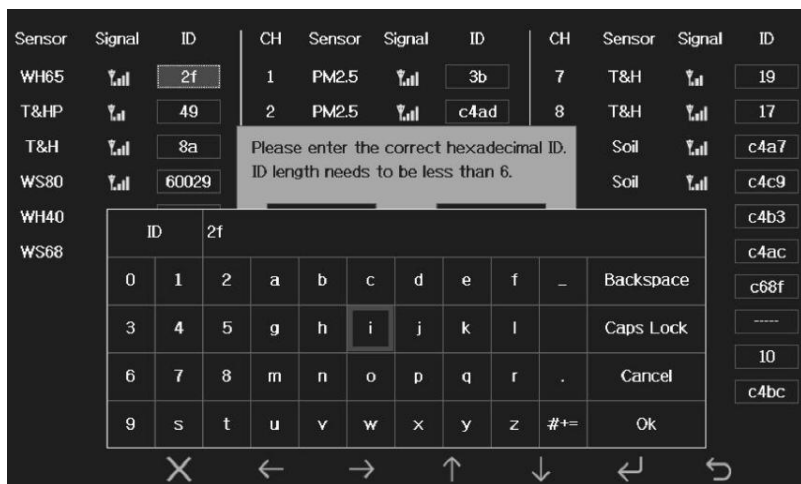 Sensor Signal ID CH Sensor Signal ID CH Sensor Signal ID
WH65 2f 1 PM2.5 3b 7 T&H 19
T&HP 49 2 PM2.5 c4ad 8 T&H 17
T&H 8a Soil c4a7
WS80 60029 Soil c4c9
Please enter the correct hexadecimal ID.
ID length needs to be less than 6.
WH40 c4b3
WS68 c4ac
c68f
-----
10
c4bc
ID 2f
0 1 2 a b c d e f _ Backspace
3 4 5 g h i j k l Caps Lock
6 7 8 m n o p q r . Cancel
9 s t u v w x y z #+= Ok